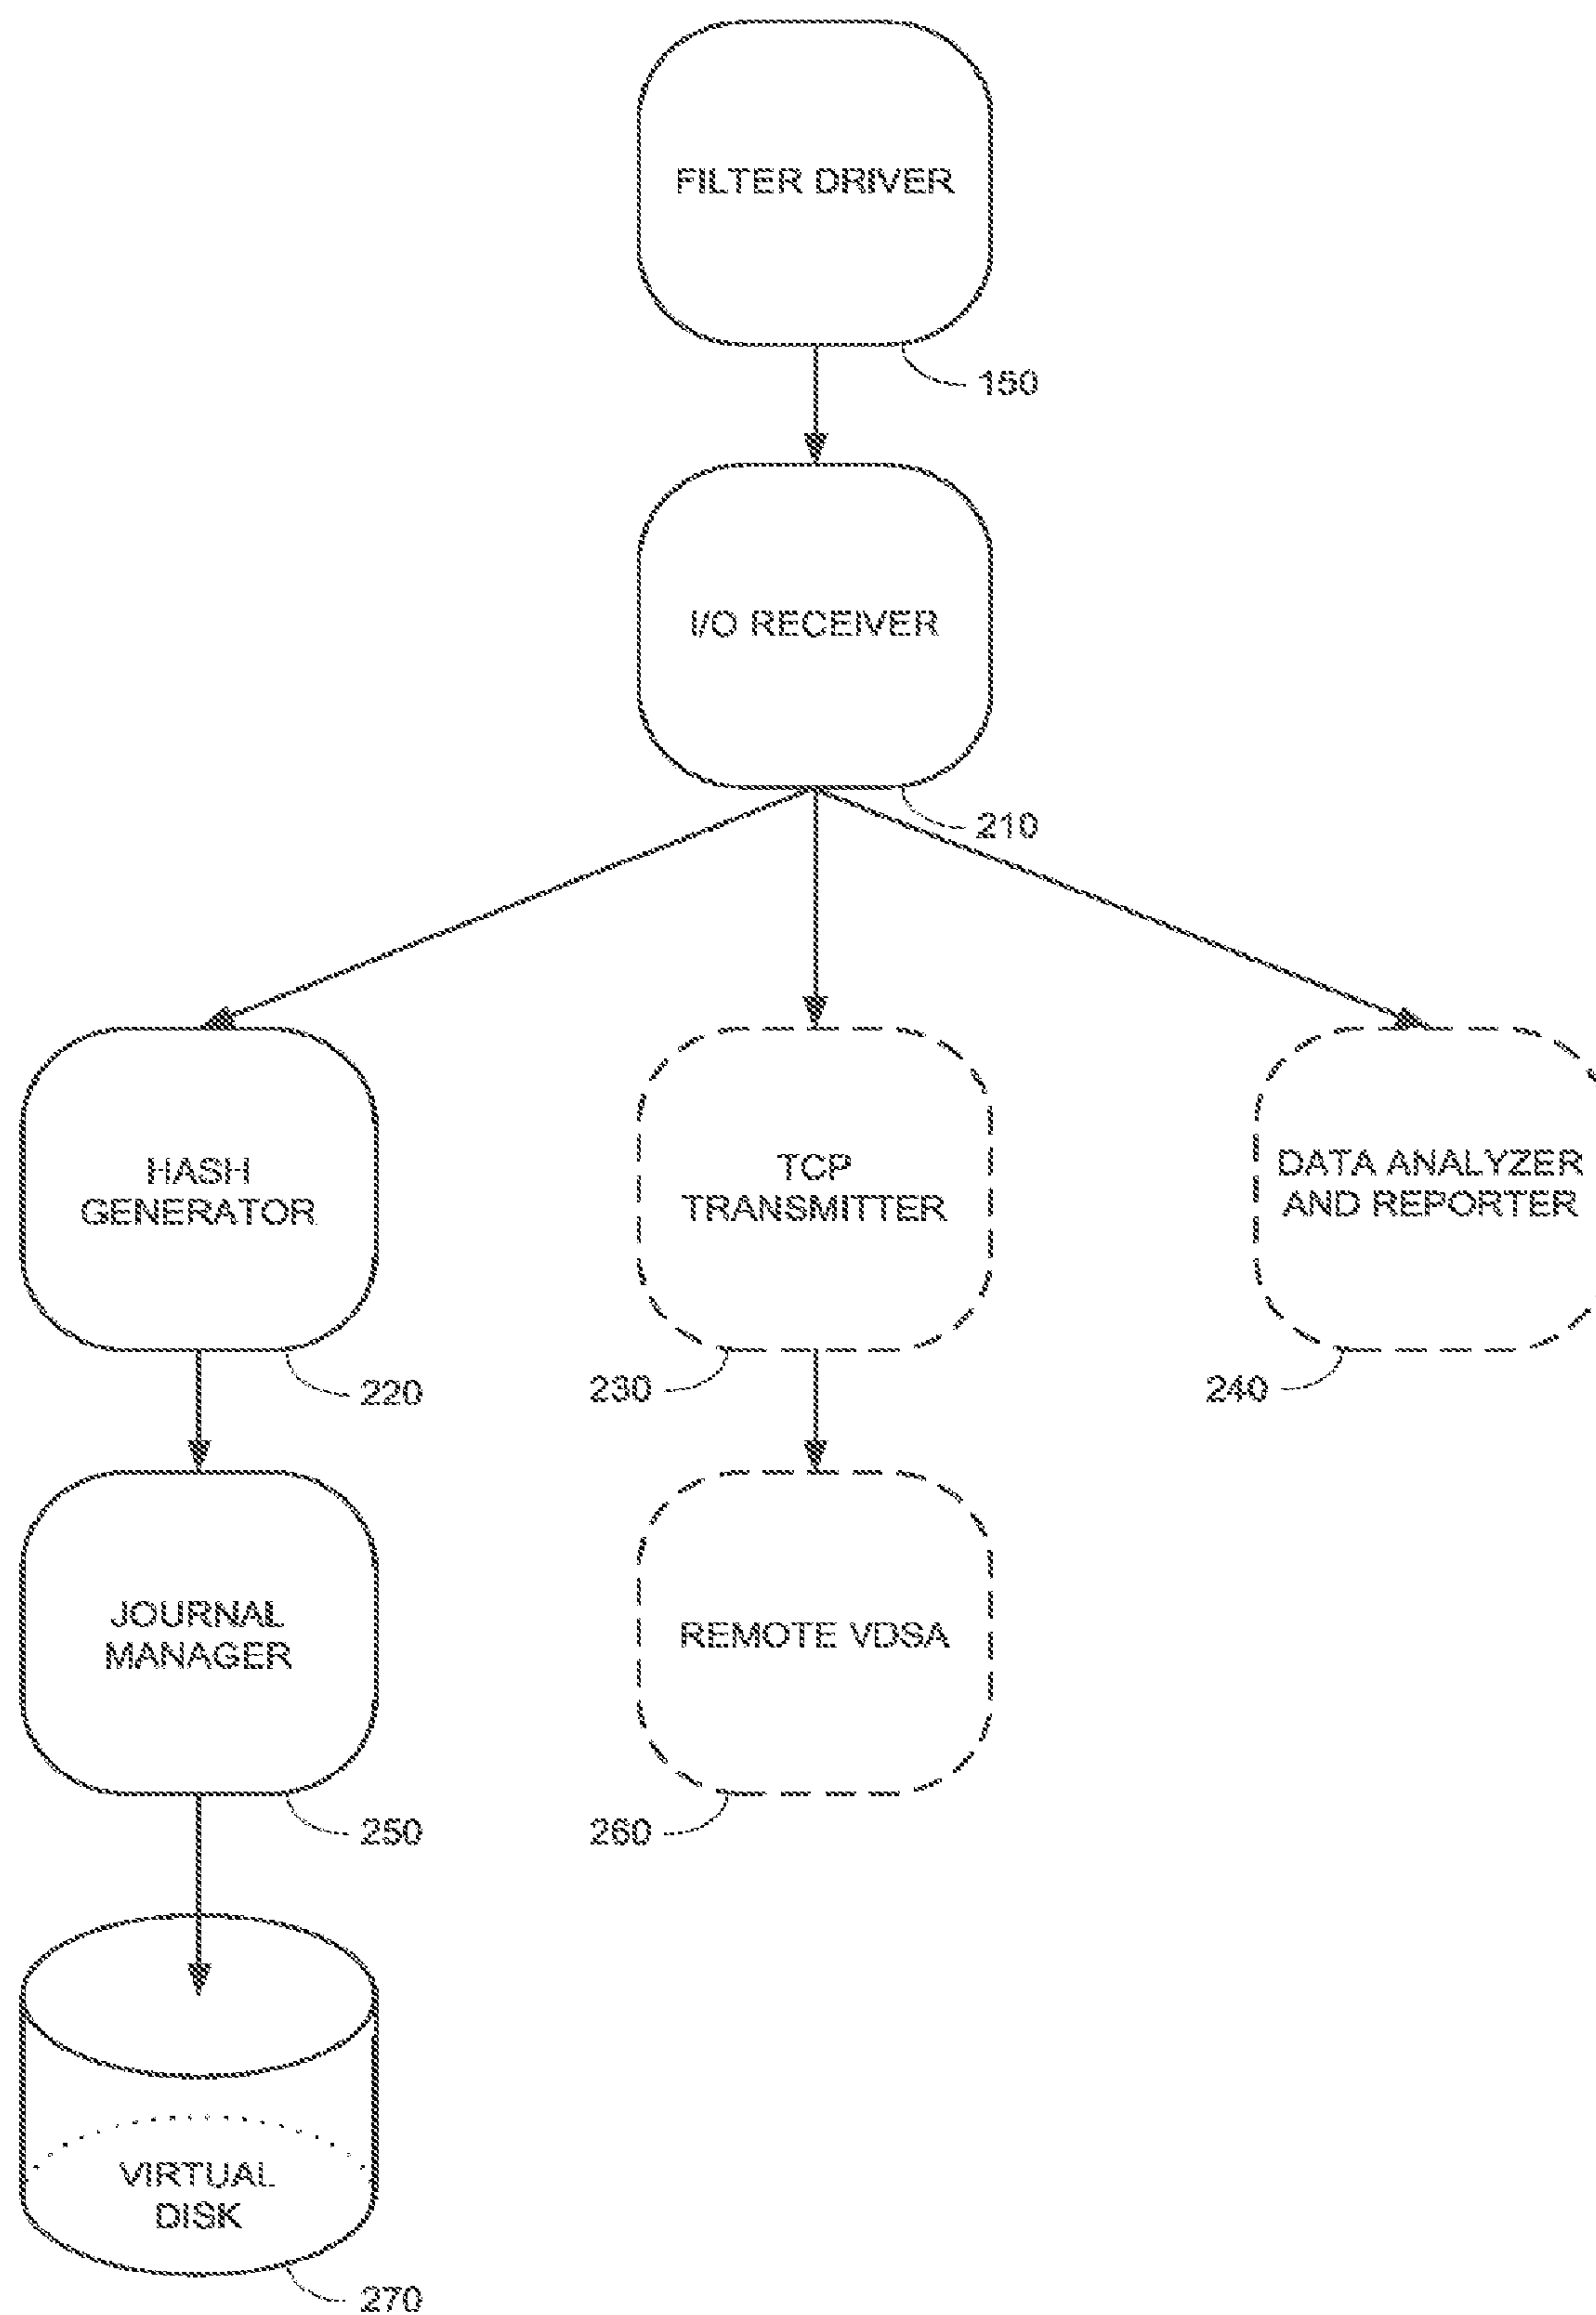 FILTER DRIVER
150
I/O RECEIVER
210
HASH
GENERATOR
220
TCP
TRANSMITTER
230
DATA ANALYZER
AND REPORTER
240
JOURNAL
MANAGER
250
REMOTE VDSA
260
VIRTUAL
DISK
270